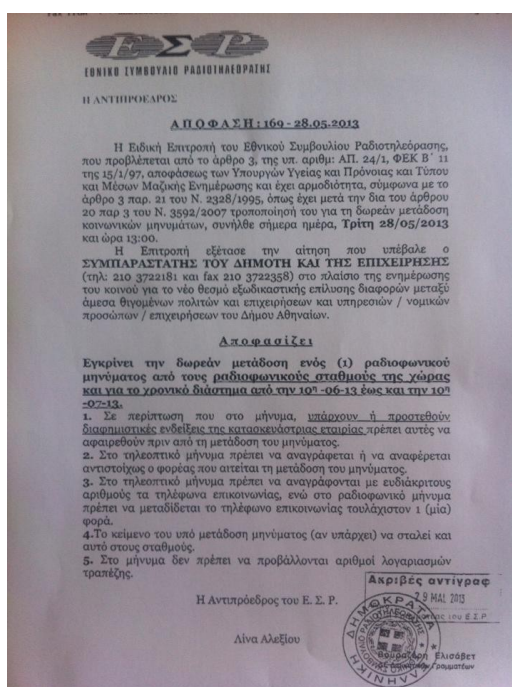 ΕΣΡ
ΕΘΝΙΚΟ ΣΥΜΒΟΥΛΙΟ ΡΑΔΙΟΤΗΛΕΟΡΑΣΗΣ
Η ΑΝΤΙΠΡΟΕΔΡΟΣ
ΑΠΟΦΑΣΗ: 169 - 28.05.2013
Η Ειδική Επιτροπή του Εθνικού Συμβουλίου Ραδιοτηλεόρασης,
που προβλέπεται από το άρθρο 3, της υπ. αριθμ: ΑΠ. 24/1, ΦΕΚ Β΄ 11
της 15/1/97, αποφάσεως των Υπουργών Υγείας και Πρόνοιας και Τύπου
και Μέσων Μαζικής Ενημέρωσης και έχει αρμοδιότητα, σύμφωνα με το
άρθρο 3 παρ. 21 του Ν. 2328/1995, όπως έχει μετά την δια του άρθρου
20 παρ 3 του Ν. 3592/2007 τροποποίησή του για τη δωρεάν μετάδοση
κοινωνικών μηνυμάτων, συνήλθε σήμερα ημέρα, Τρίτη 28/05/2013
και ώρα 13:00.
Η Επιτροπή εξέτασε την αίτηση που υπέβαλε ο
ΣΥΜΠΑΡΑΣΤΑΤΗΣ ΤΟΥ ΔΗΜΟΤΗ ΚΑΙ ΤΗΣ ΕΠΙΧΕΙΡΗΣΗΣ
(τηλ: 210 3722181 και fax 210 3722358) στο πλαίσιο της ενημέρωσης
του κοινού για το νέο θεσμό εξωδικαστικής επίλυσης διαφορών μεταξύ
άμεσα θιγομένων πολιτών και επιχειρήσεων και υπηρεσιών / νομικών
προσώπων / επιχειρήσεων του Δήμου Αθηναίων.
Αποφασίζει
Εγκρίνει την δωρεάν μετάδοση ενός (1) ραδιοφωνικού
μηνύματος από τους ραδιοφωνικούς σταθμούς της χώρας
και για το χρονικό διάστημα από την 10η -06-13 έως και την 10η
-07-13.
1. Σε περίπτωση που στο μήνυμα, υπάρχουν ή προστεθούν
διαφημιστικές ενδείξεις της κατασκευάστριας εταιρίας πρέπει αυτές να
αφαιρεθούν πριν από τη μετάδοση του μηνύματος.
2. Στο τηλεοπτικό μήνυμα πρέπει να αναγράφεται ή να αναφέρεται
αντιστοίχως ο φορέας που αιτείται τη μετάδοση του μηνύματος.
3. Στο τηλεοπτικό μήνυμα πρέπει να αναγράφονται με ευδιάκριτους
αριθμούς τα τηλέφωνα επικοινωνίας, ενώ στο ραδιοφωνικό μήνυμα
πρέπει να μεταδίδεται το τηλέφωνο επικοινωνίας τουλάχιστον 1 (μία)
φορά.
4.Το κείμενο του υπό μετάδοση μηνύματος (αν υπάρχει) να σταλεί και
αυτό στους σταθμούς.
5. Στο μήνυμα δεν πρέπει να προβάλλονται αριθμοί λογαριασμών
τραπέζης.
Ακριβές αντίγραφ
29 ΜΑΙ. 2013
του Ε.Σ.Ρ
Η Αντιπρόεδρος του Ε. Σ. Ρ.
Λίνα Αλεξίου
ΕΛΛΗΝΙΚΗ ΔΗΜΟΚΡΑΤΙΑ
Ελισάβετ
Γραμματέων